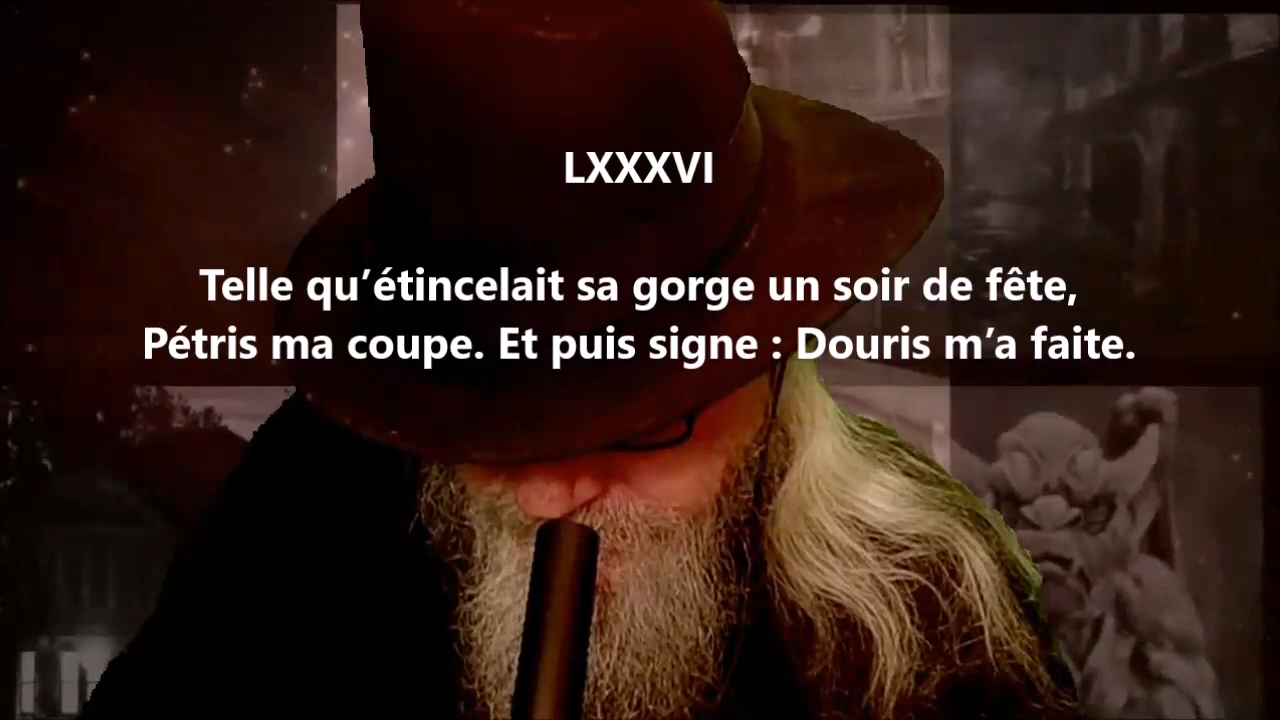 LXXXVI
Telle qu’étincelait sa gorge un soir de fête,
Pétris ma coupe. Et puis signe : Douris m’a faite.